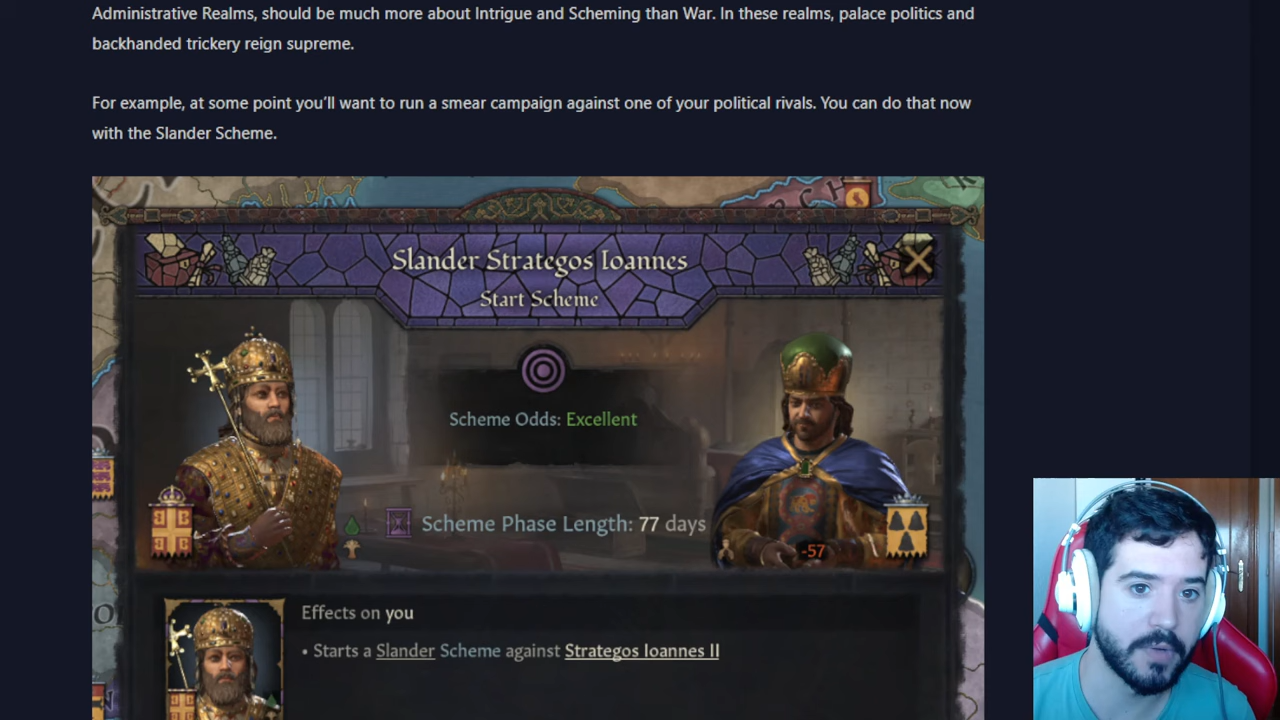 Administrative Realms, should be much more about Intrigue and Scheming than War. In these realms, palace politics and
backhanded trickery reign supreme.
For example, at some point you'll want to run a smear campaign against one of your political rivals. You can do that now
with the Slander Scheme.
Slander Strategos Ioannes
Start Scheme
Scheme Odds: Excellent
Scheme Phase Length: 77 days
-57
Effects on you
• Starts a Slander Scheme against Strategos Ioannes II